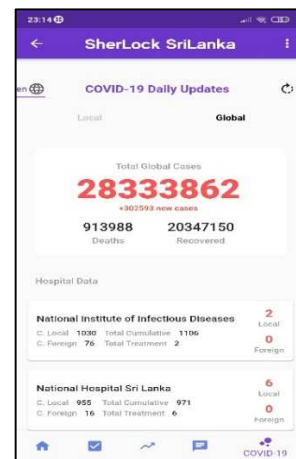 23:14
SherLock SriLanka
en
COVID-19 Daily Updates
Local Global
Total Global Cases
28333862
+302593 new cases
913988 20347150
Deaths Recovered
Hospital Data
National Institute of Infectious Diseases 2
Local
C. Local 1030 Total Cumulative 1106
C. Foreign 76 Total Treatment 2 0
Foreign
National Hospital Sri Lanka 6
Local
C. Local 955 Total Cumulative 971
C. Foreign 16 Total Treatment 6 0
Foreign
COVID-19